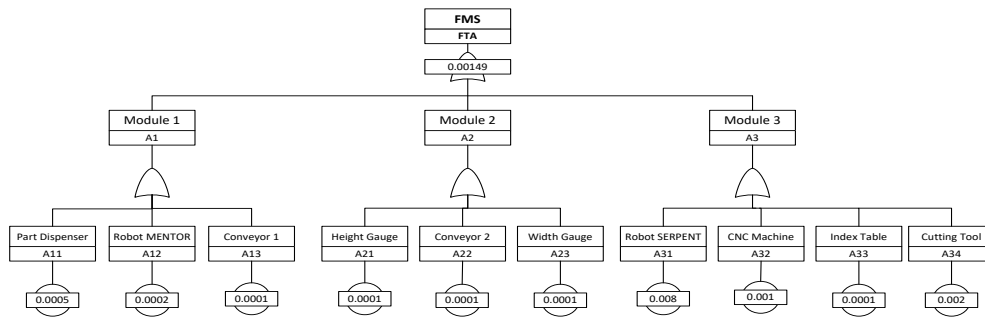 FMS
FTA
0.00149
Module 1
A1
Module 2
A2
Module 3
A3
Part Dispenser
A11
Robot MENTOR
A12
Conveyor 1
A13
Height Gauge
A21
Conveyor 2
A22
Width Gauge
A23
Robot SERPENT
A31
CNC Machine
A32
Index Table
A33
Cutting Tool
A34
0.0005
0.0002
0.0001
0.0001
0.0001
0.0001
0.008
0.001
0.0001
0.002